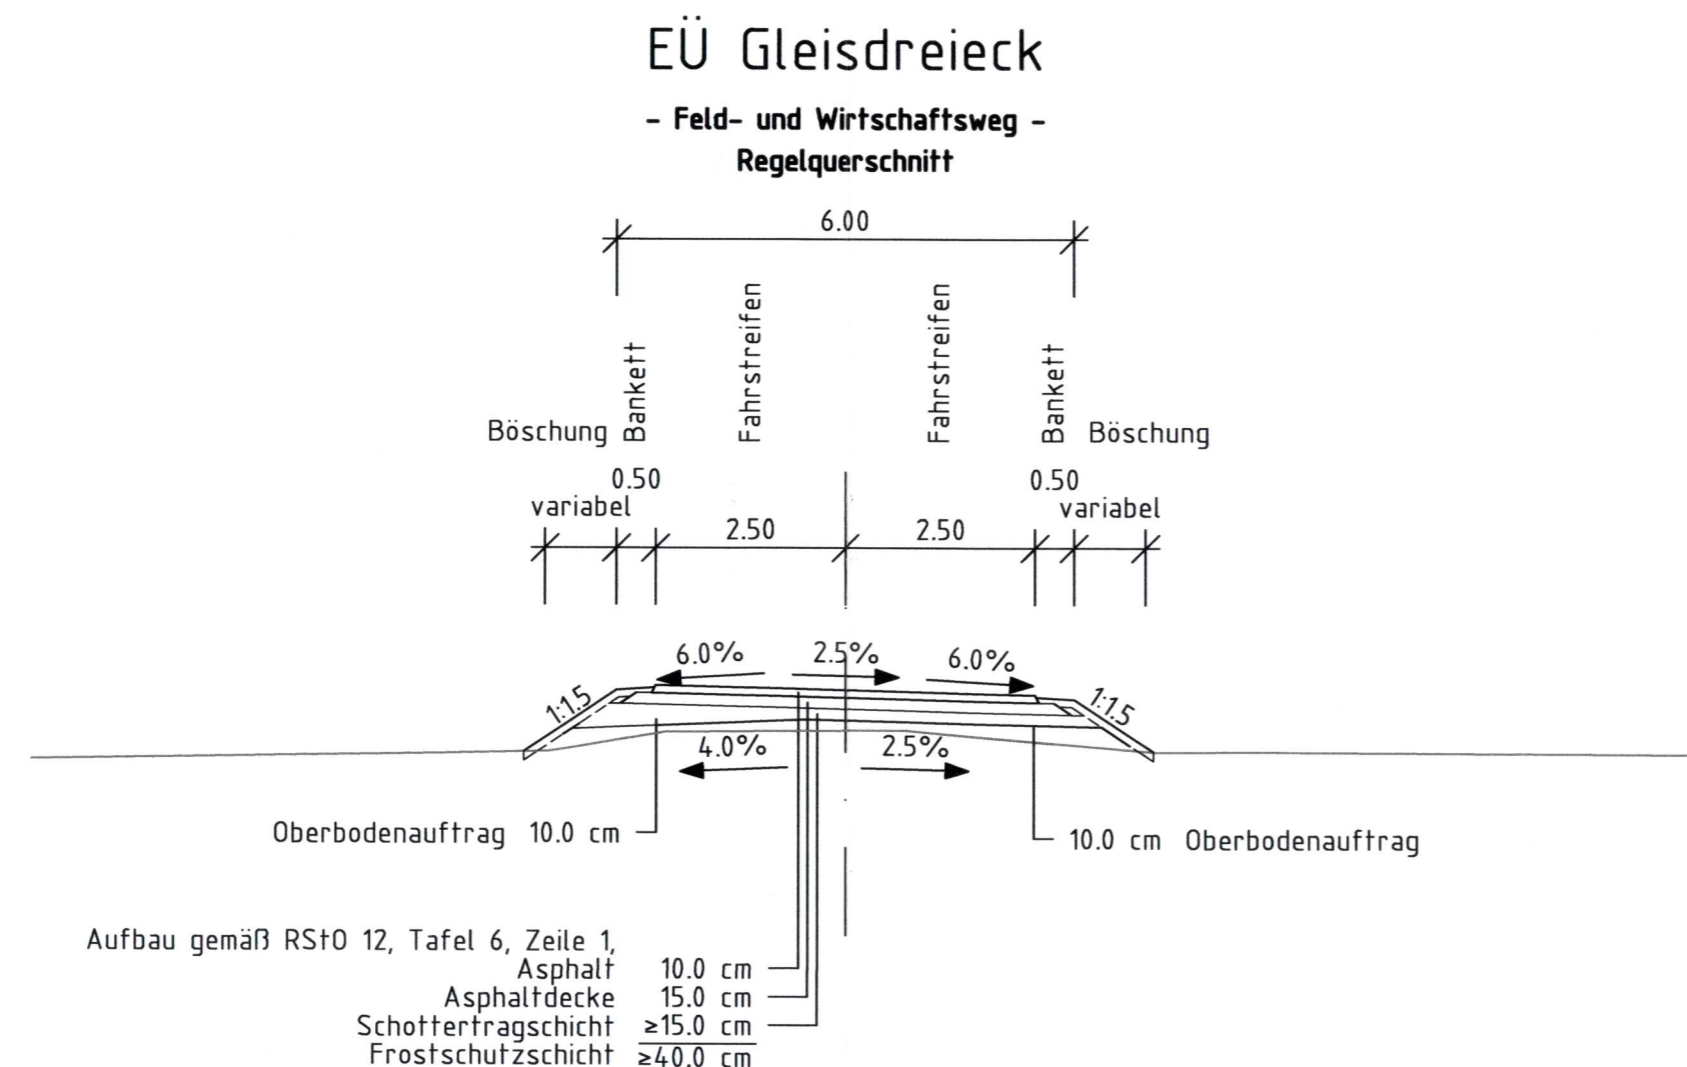 EÜ Gleisdreieck
- Feld- und Wirtschaftsweg -
Regelquerschnitt
6.00
Böschung Bankett Fahrstreifen Fahrstreifen Bankett Böschung
0.50 0.50
variabel variabel
2.50 2.50
6.0% 2.5% 6.0%
1:1.5 1:1.5
4.0% 2.5%
Oberbodenauftrag 10.0 cm
10.0 cm Oberbodenauftrag
Aufbau gemäß RStO 12, Tafel 6, Zeile 1,
Asphalt 10.0 cm
Asphaltdecke 15.0 cm
Schottertragschicht ≥15.0 cm
Frostschutzschicht ≥40.0 cm